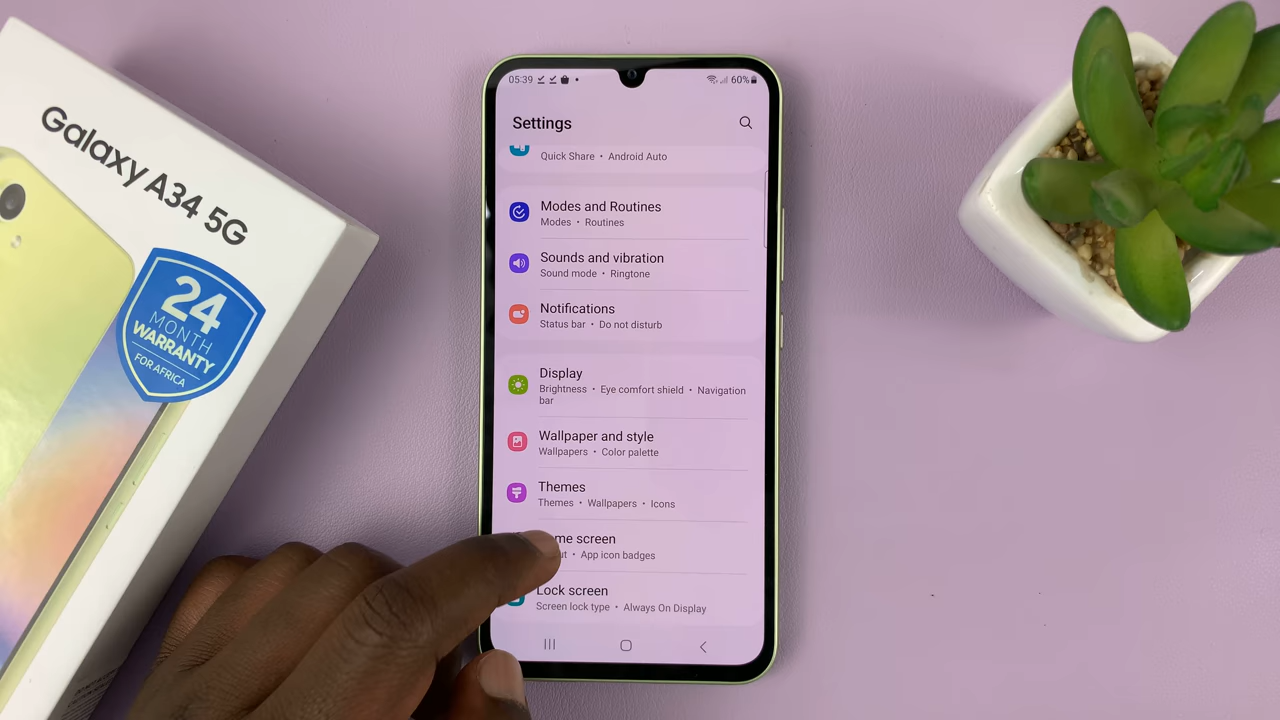 Galaxy A34 5G
24
MONTH
WARRANTY
FOR AFRICA
05:39
60%
Settings
Quick Share • Android Auto
Modes and Routines
Modes • Routines
Sounds and vibration
Sound mode • Ringtone
Notifications
Status bar • Do not disturb
Display
Brightness • Eye comfort shield • Navigation
bar
Wallpaper and style
Wallpapers • Color palette
Themes
Themes • Wallpapers • Icons
me screen
ut • App icon badges
Lock screen
Screen lock type • Always On Display